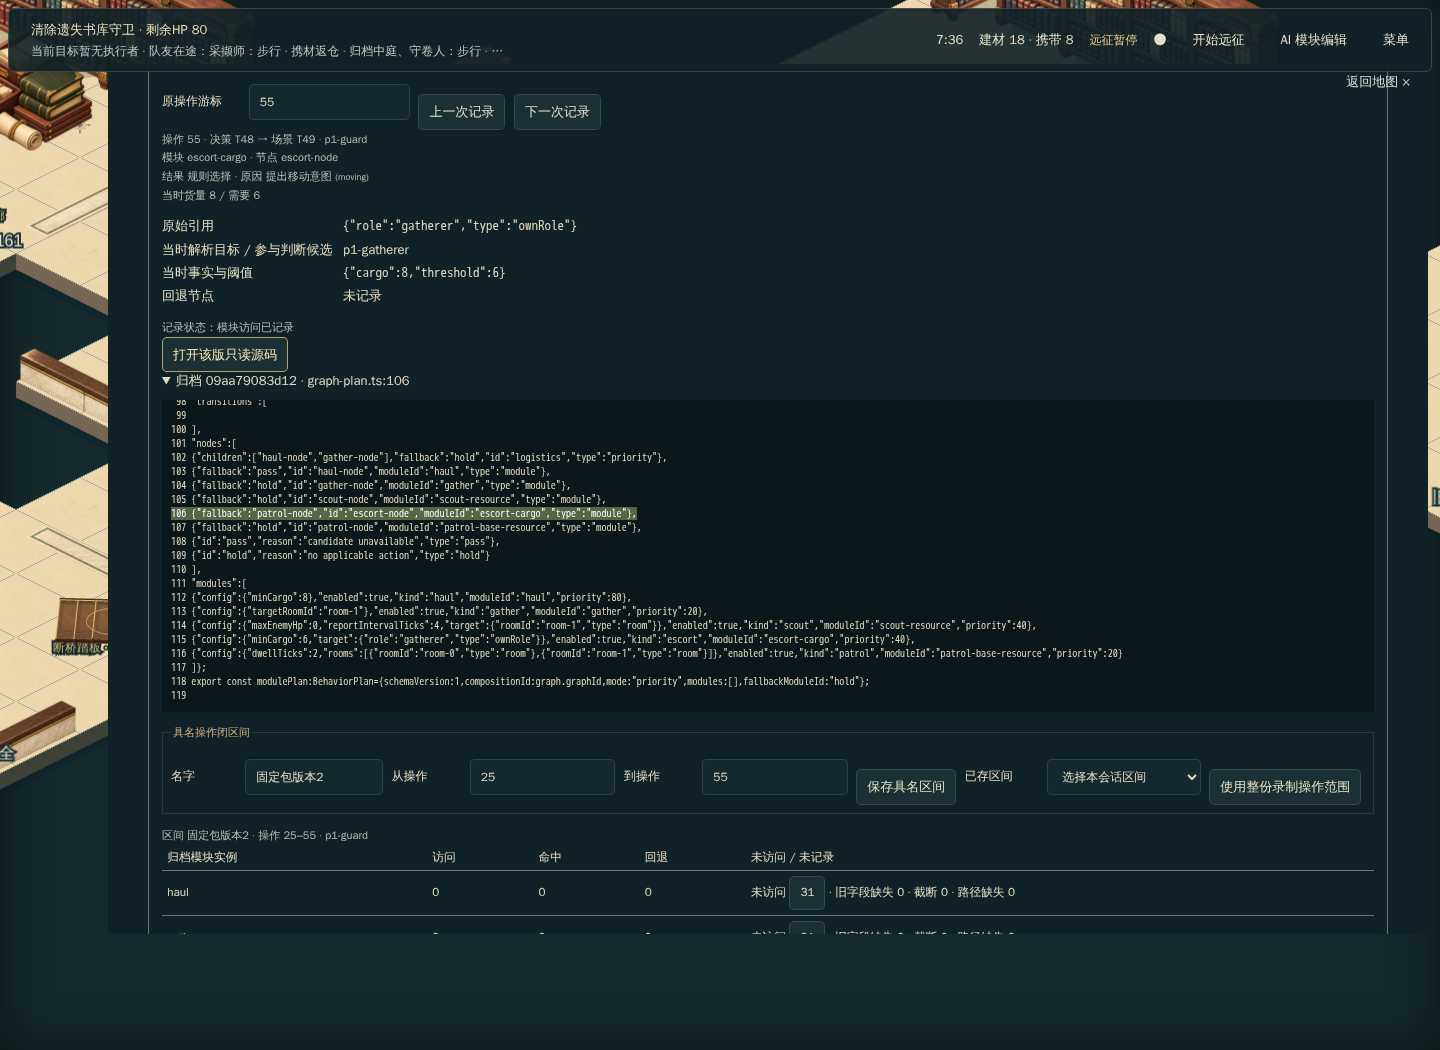 清除遗失书库守卫 · 剩余HP 80
当前目标暂无执行者 · 队友在途：采撷师：步行 · 携材返仓 · 归档中庭、守卷人：步行 · …
7:36 建材 18 · 携带 8 远征暂停 开始远征 AI 模块编辑 菜单
返回地图 ×
原操作游标 55 上一次记录 下一次记录
操作 55 · 决策 T48 → 场景 T49 · p1-guard
模块 escort-cargo · 节点 escort-node
结果 规则选择 · 原因 提出移动意图 (moving)
当时货量 8 / 需要 6
原始引用 {"role":"gatherer","type":"ownRole"}
当时解析目标 / 参与判断候选 p1-gatherer
当时事实与阈值 {"cargo":8,"threshold":6}
回退节点 未记录
记录状态：模块访问已记录
打开该版只读源码
▼ 归档 09aa79083d12 · graph-plan.ts:106
98 "transitions":[
99
100 ],
101 "nodes":[
102 {"children":["haul-node","gather-node"],"fallback":"hold","id":"logistics","type":"priority"},
103 {"fallback":"pass","id":"haul-node","moduleId":"haul","type":"module"},
104 {"fallback":"hold","id":"gather-node","moduleId":"gather","type":"module"},
105 {"fallback":"hold","id":"scout-node","moduleId":"scout-resource","type":"module"},
106 {"fallback":"patrol-node","id":"escort-node","moduleId":"escort-cargo","type":"module"},
107 {"fallback":"hold","id":"patrol-node","moduleId":"patrol-base-resource","type":"module"},
108 {"id":"pass","reason":"candidate unavailable","type":"pass"},
109 {"id":"hold","reason":"no applicable action","type":"hold"}
110 ],
111 "modules":[
112 {"config":{"minCargo":8},"enabled":true,"kind":"haul","moduleId":"haul","priority":80},
113 {"config":{"targetRoomId":"room-1"},"enabled":true,"kind":"gather","moduleId":"gather","priority":20},
114 {"config":{"maxEnemyHp":0,"reportIntervalTicks":4,"target":{"roomId":"room-1","type":"room"}},"enabled":true,"kind":"scout","moduleId":"scout-resource","priority":40},
115 {"config":{"minCargo":6,"target":{"role":"gatherer","type":"ownRole"}},"enabled":true,"kind":"escort","moduleId":"escort-cargo","priority":40},
116 {"config":{"dwellTicks":2,"rooms":[{"roomId":"room-0","type":"room"},{"roomId":"room-1","type":"room"}]},"enabled":true,"kind":"patrol","moduleId":"patrol-base-resource","priority":20}
117 ]};
118 export const modulePlan:BehaviorPlan={schemaVersion:1,compositionId:graph.graphId,mode:"priority",modules:[],fallbackModuleId:"hold"};
119
具名操作闭区间
名字 固定包版本2 从操作 25 到操作 55 保存具名区间 已存区间 选择本会话区间 使用整份录制操作范围
区间 固定包版本2 · 操作 25–55 · p1-guard
归档模块实例 访问 命中 回退 未访问 / 未记录
haul 0 0 0 未访问 31 · 旧字段缺失 0 · 截断 0 · 路径缺失 0
161
断桥踏板
全